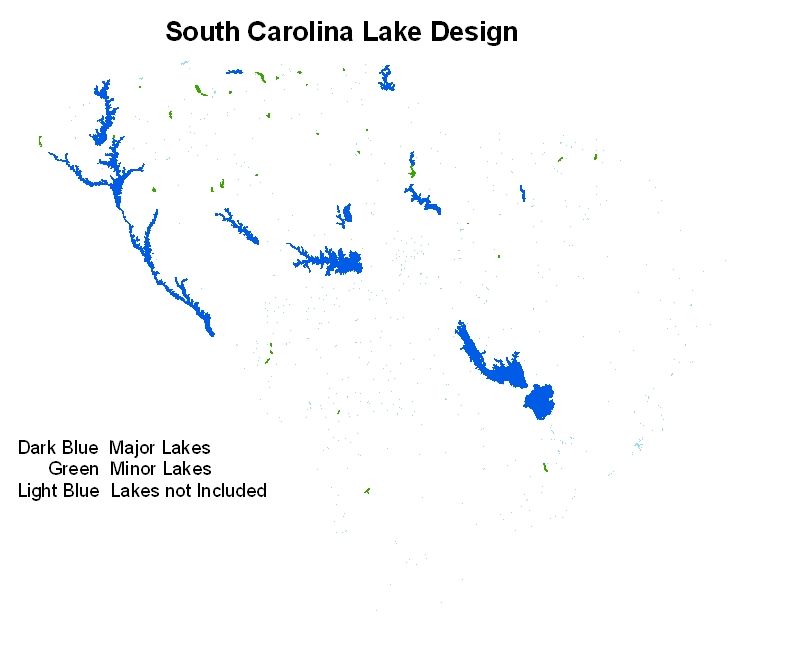 South Carolina Lake Design
Dark Blue Major Lakes
Green Minor Lakes
Light Blue Lakes not Included